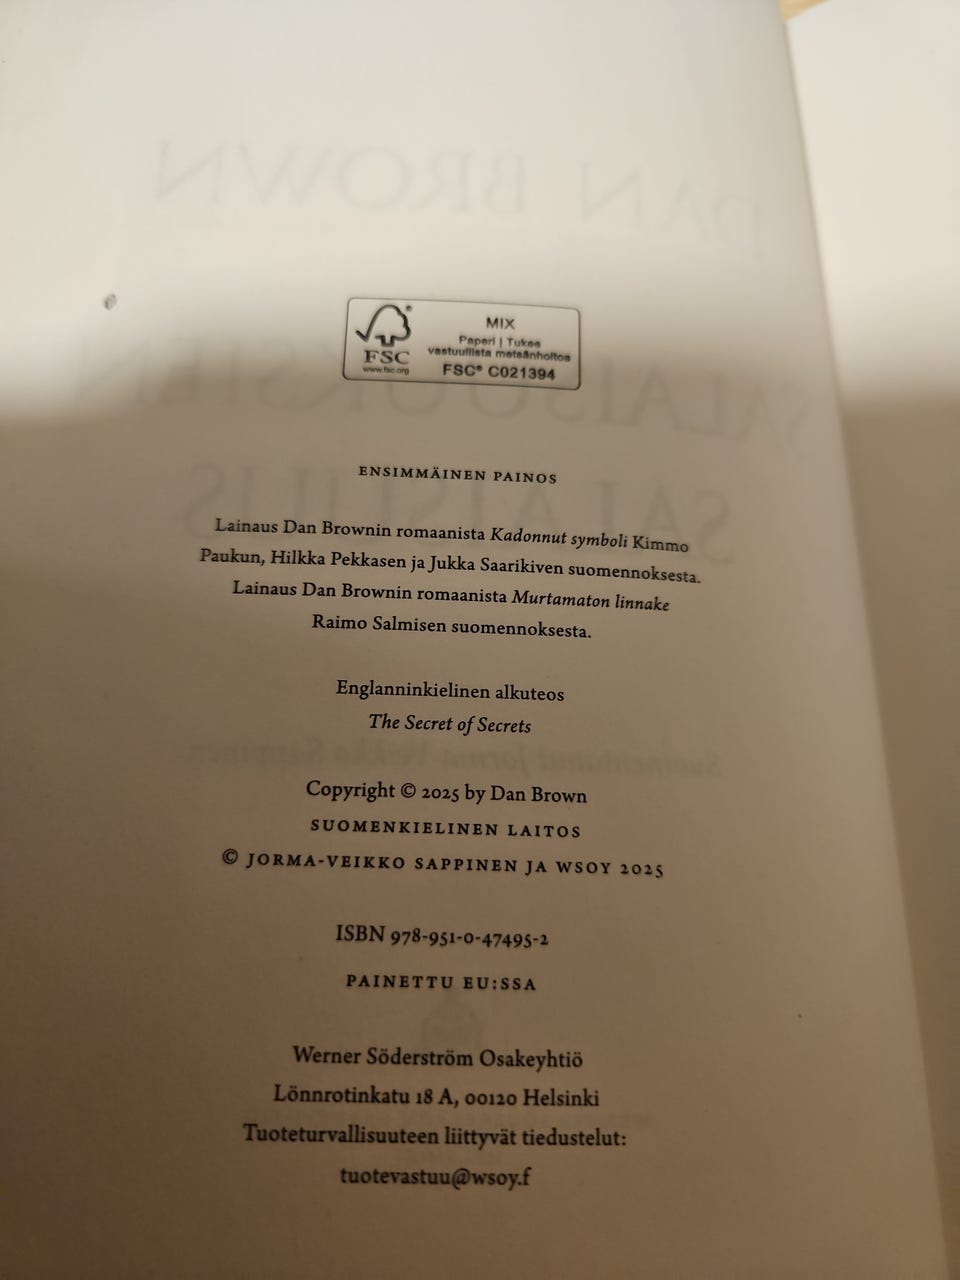 MIX
Paperi | Tukea
vastuullista metsänhoitoa
FSC
www.fsc.org
FSC® C021394
ENSIMMÄINEN PAINOS
Lainaus Dan Brownin romaanista Kadonnut symboli Kimmo
Paukun, Hilkka Pekkasen ja Jukka Saarikiven suomennoksesta.
Lainaus Dan Brownin romaanista Murtamaton linnake
Raimo Salmisen suomennoksesta.
Englanninkielinen alkuteos
The Secret of Secrets
Copyright © 2025 by Dan Brown
SUOMENKIELINEN LAITOS
© JORMA-VEIKKO SAPPINEN JA WSOY 2025
ISBN 978-951-0-47495-2
PAINETTU EU:SSA
Werner Söderström Osakeyhtiö
Lönnrotinkatu 18 A, 00120 Helsinki
Tuoteturvallisuuteen liittyvät tiedustelut:
tuotevastuu@wsoy.f